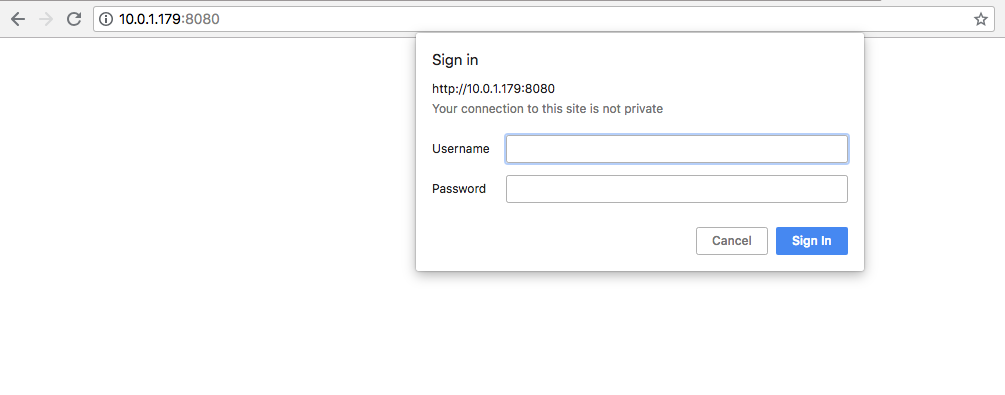 10.0.1.179:8080
Sign in
http://10.0.1.179:8080
Your connection to this site is not private
Username
Password
Cancel
Sign In